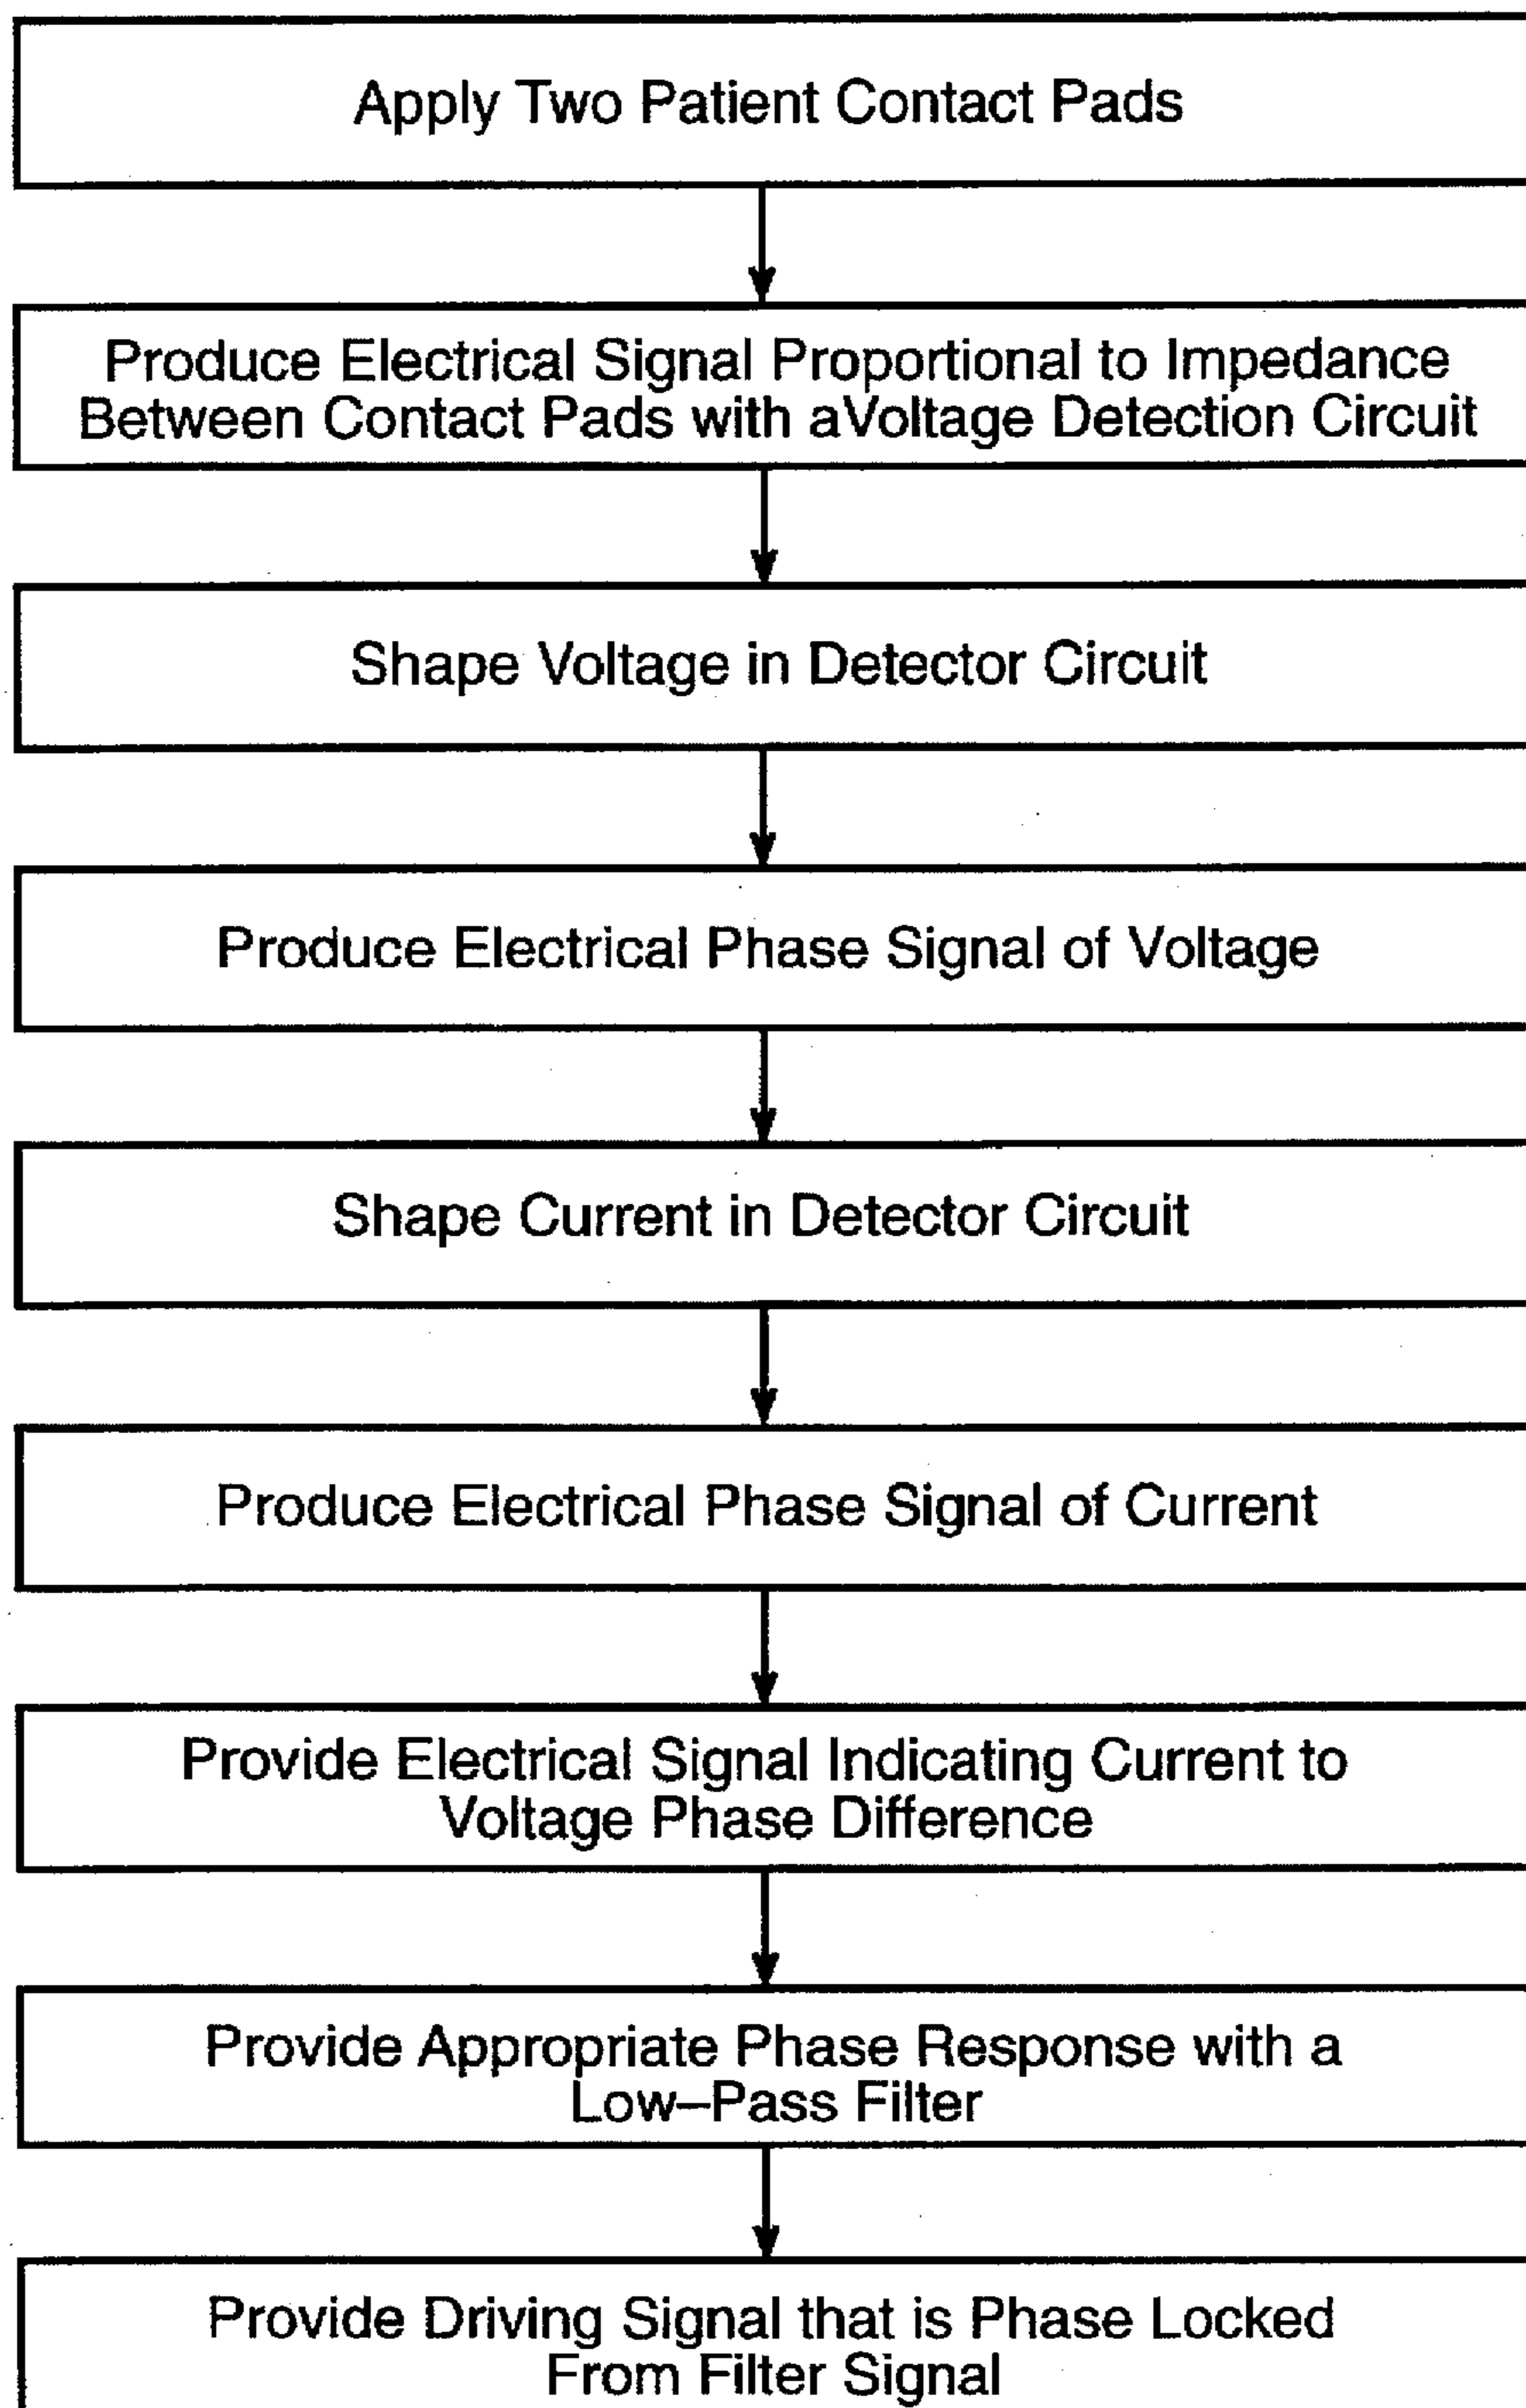 Apply Two Patient Contact Pads
Produce Electrical Signal Proportional to Impedance
Between Contact Pads with aVoltage Detection Circuit
Shape Voltage in Detector Circuit
Produce Electrical Phase Signal of Voltage
Shape Current in Detector Circuit
Produce Electrical Phase Signal of Current
Provide Electrical Signal Indicating Current to
Voltage Phase Difference
Provide Appropriate Phase Response with a
Low–Pass Filter
Provide Driving Signal that is Phase Locked
From Filter Signal